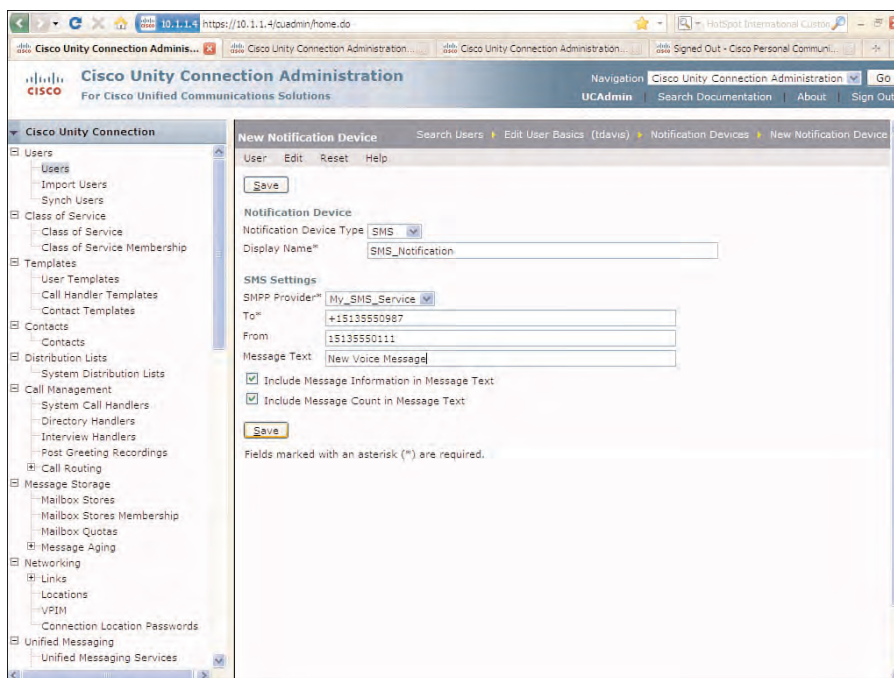 10.1.1.4 https://10.1.1.4/cuadmin/home.do
HotSpot International Custon
Cisco Unity Connection Adminis...
Cisco Unity Connection Administration...
Cisco Unity Connection Administration...
Signed Out - Cisco Personal Communi...
cisco
Cisco Unity Connection Administration
For Cisco Unified Communications Solutions
Navigation Cisco Unity Connection Administration Go
UCAdmin Search Documentation About Sign Out
Cisco Unity Connection
Users
Users
Import Users
Synch Users
Class of Service
Class of Service
Class of Service Membership
Templates
User Templates
Call Handler Templates
Contact Templates
Contacts
Contacts
Distribution Lists
System Distribution Lists
Call Management
System Call Handlers
Directory Handlers
Interview Handlers
Post Greeting Recordings
Call Routing
Message Storage
Mailbox Stores
Mailbox Stores Membership
Mailbox Quotas
Message Aging
Networking
Links
Locations
VPIM
Connection Location Passwords
Unified Messaging
Unified Messaging Services
New Notification Device
Search Users Edit User Basics (tdavis) Notification Devices New Notification Device
User Edit Reset Help
Save
Notification Device
Notification Device Type SMS
Display Name* SMS_Notification
SMS Settings
SMPP Provider* My_SMS_Service
To* +15135550987
From 15135550111
Message Text New Voice Message
Include Message Information in Message Text
Include Message Count in Message Text
Save
Fields marked with an asterisk (*) are required.